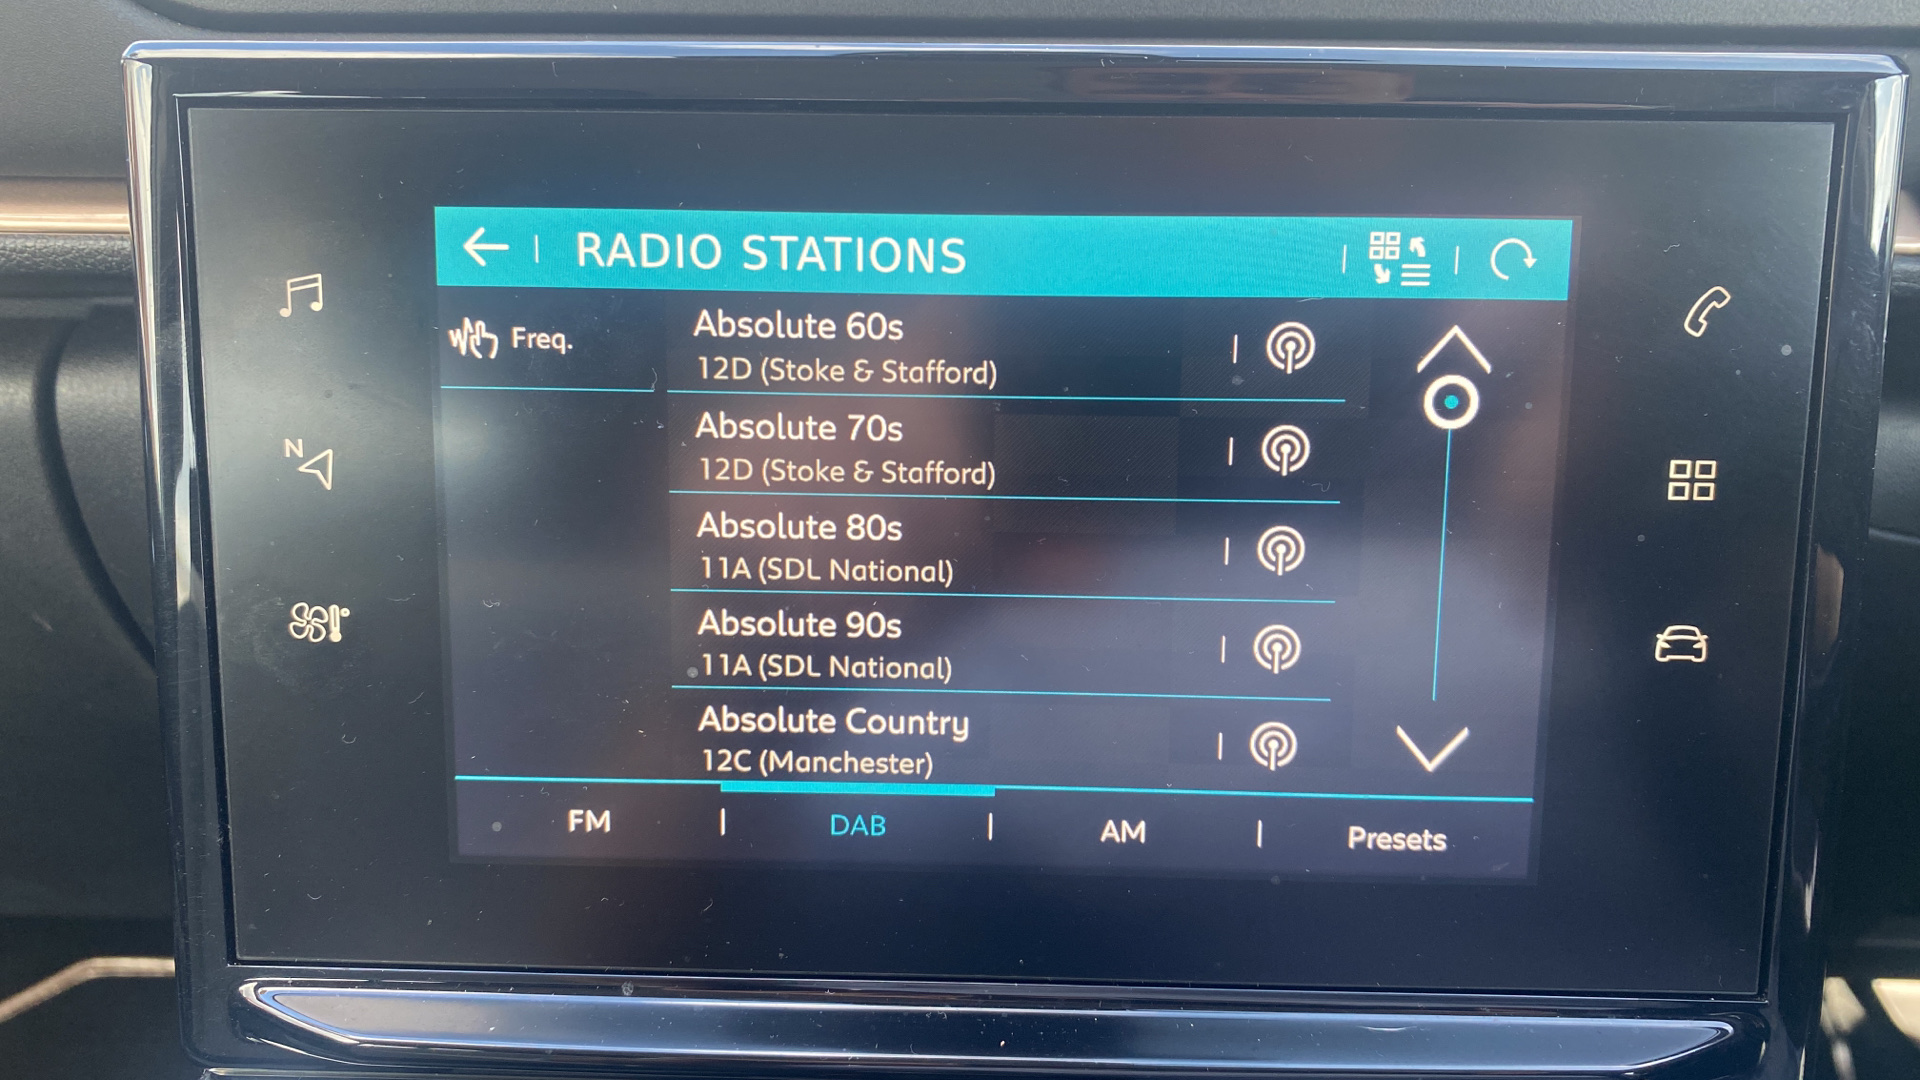 RADIO STATIONS
Freq.
Absolute 60s
12D (Stoke & Stafford)
Absolute 70s
12D (Stoke & Stafford)
Absolute 80s
11A (SDL National)
Absolute 90s
11A (SDL National)
Absolute Country
12C (Manchester)
N
FM
DAB
AM
Presets